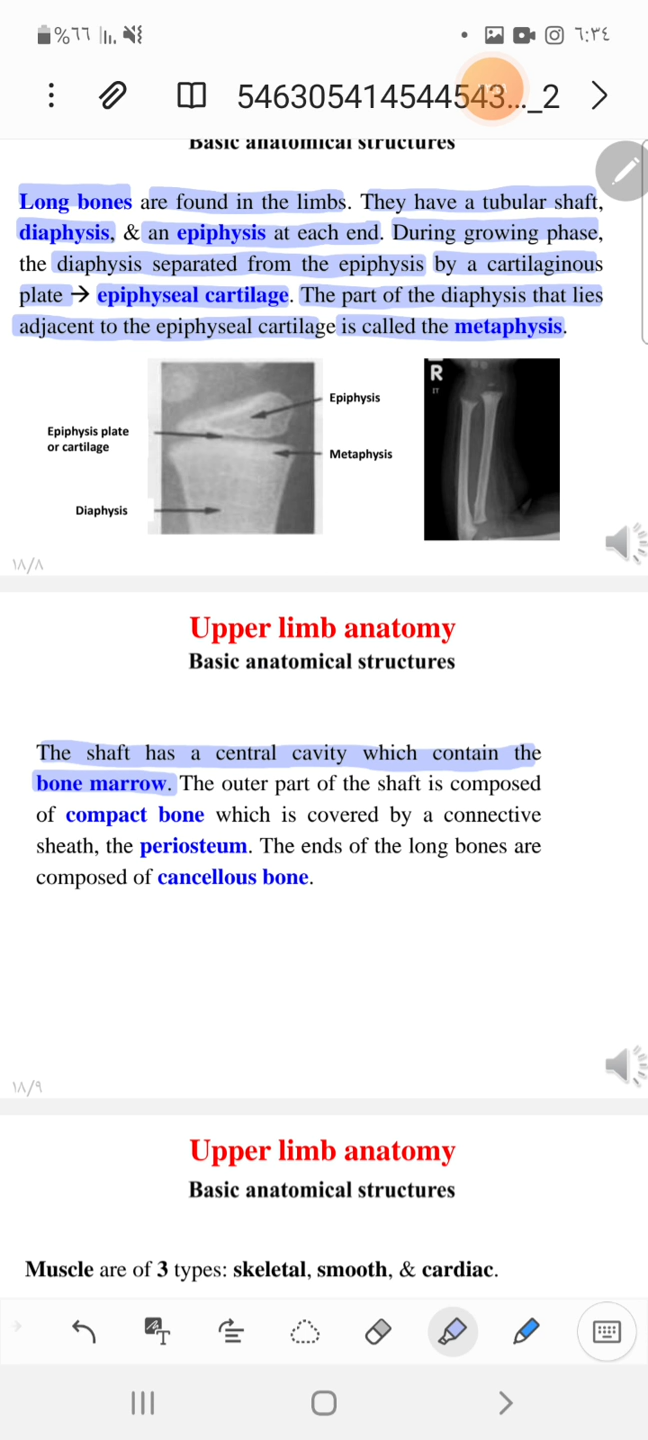 %٦٦ ٦:٣٤
546305414544543..._2
Basic anatomical structures
Long bones are found in the limbs. They have a tubular shaft,
diaphysis, & an epiphysis at each end. During growing phase,
the diaphysis separated from the epiphysis by a cartilaginous
plate → epiphyseal cartilage. The part of the diaphysis that lies
adjacent to the epiphyseal cartilage is called the metaphysis.
Epiphysis
Epiphysis plate
or cartilage
Metaphysis
Diaphysis
R
١٨/٨
Upper limb anatomy
Basic anatomical structures
The shaft has a central cavity which contain the
bone marrow. The outer part of the shaft is composed
of compact bone which is covered by a connective
sheath, the periosteum. The ends of the long bones are
composed of cancellous bone.
١٨/٩
Upper limb anatomy
Basic anatomical structures
Muscle are of 3 types: skeletal, smooth, & cardiac.
T